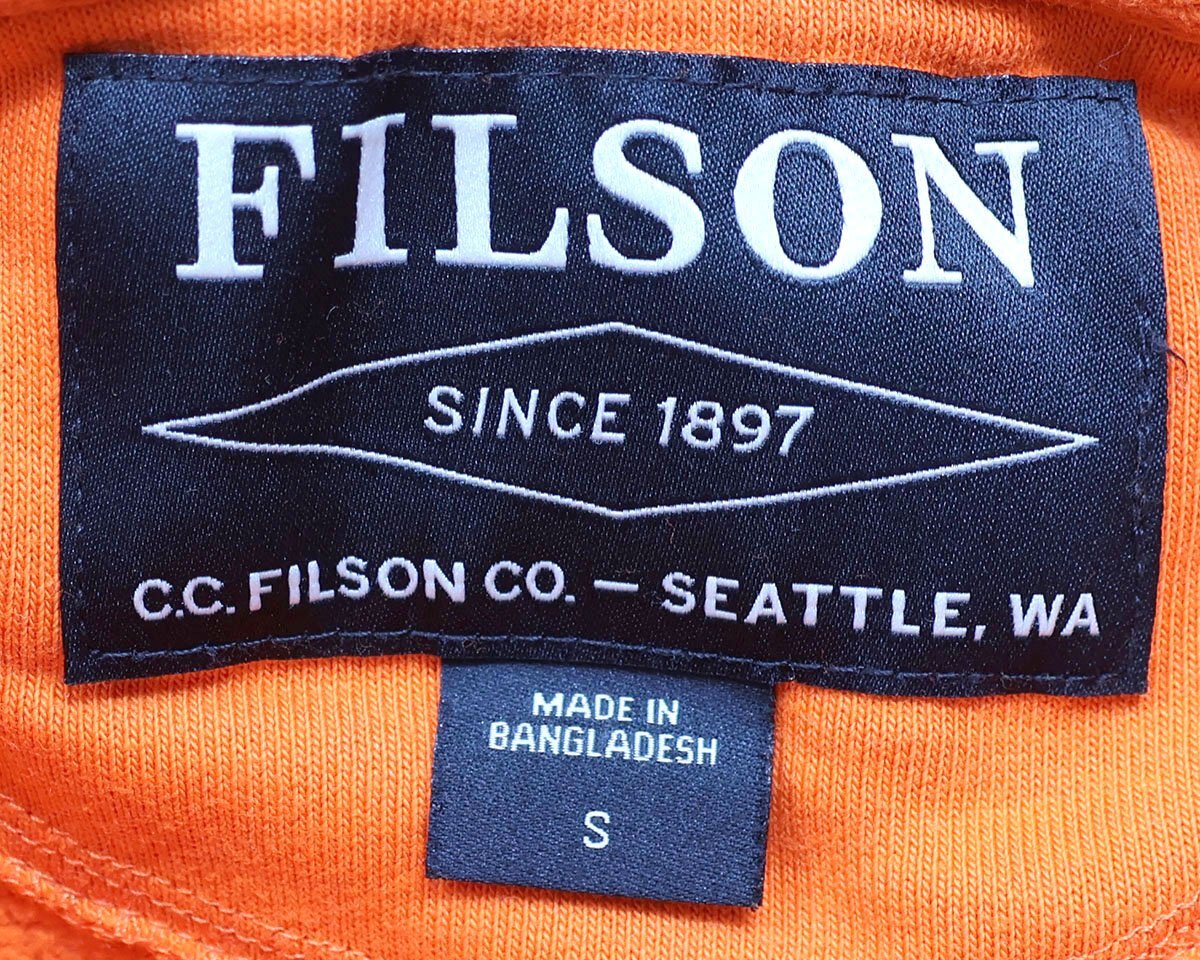 FILSON
SINCE 1897
C.C. FILSON CO. — SEATTLE, WA
MADE IN
BANGLADESH
S